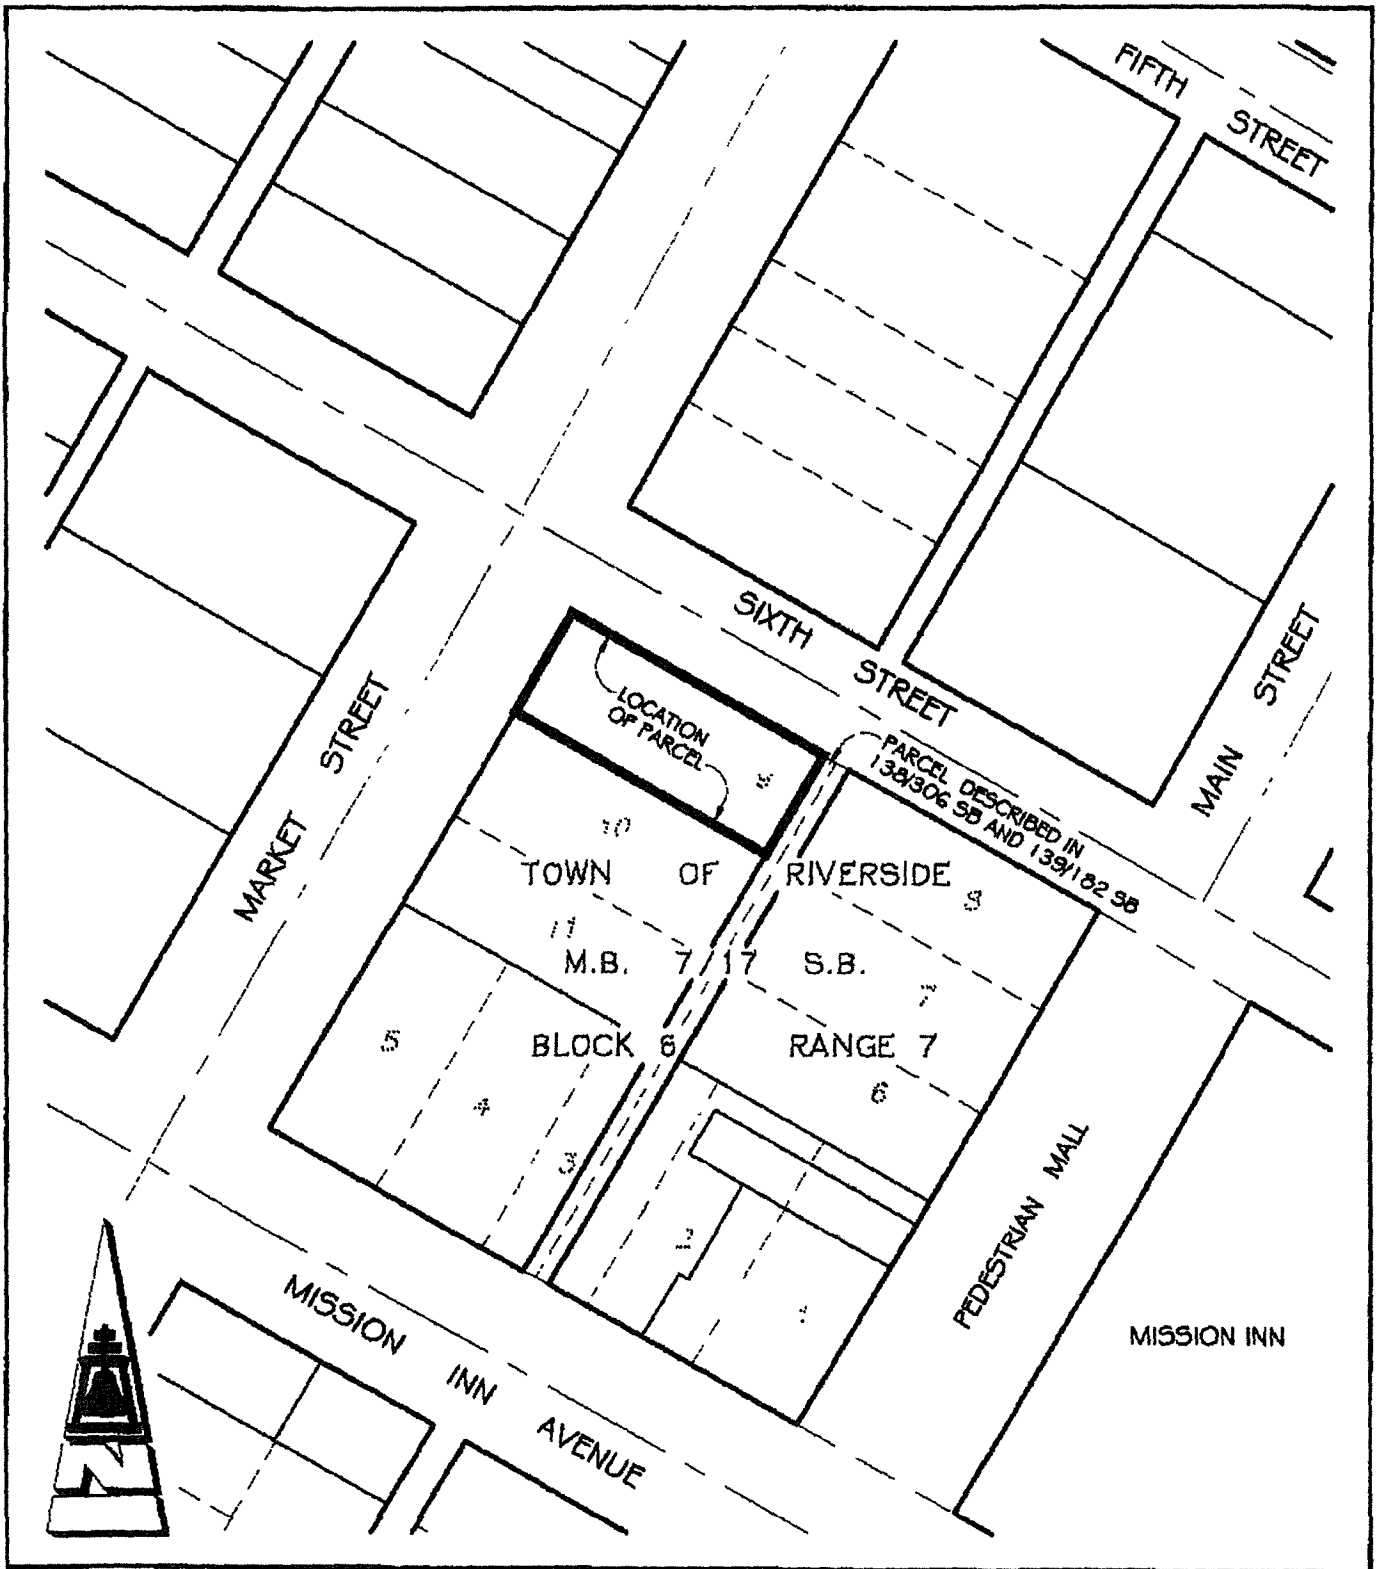 FIFTH STREET
SIXTH STREET
MAIN STREET
MARKET STREET
LOCATION
OF PARCEL
PARCEL DESCRIBED IN
138/306 SB AND 139/182 SB
10
TOWN OF RIVERSIDE
8
11
M.B. 7/17 S.B.
7
5
BLOCK 6 RANGE 7
6
4
3
2
1
PEDESTRIAN MALL
MISSION INN
MISSION INN AVENUE
N